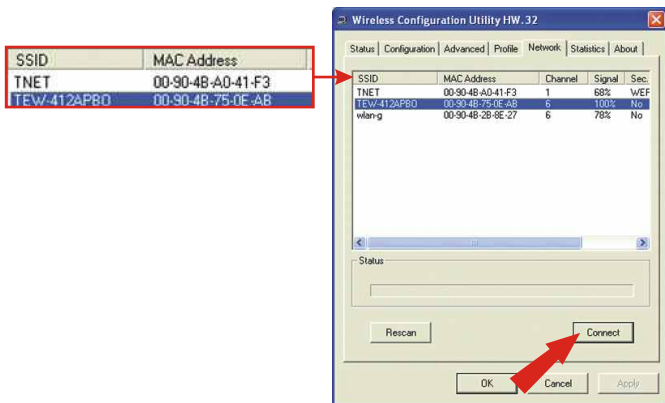 Wireless Configuration Utility HW.32
Status Configuration Advanced Profile Network Statistics About
SSID MAC Address
TNET 00-90-4B-A0-41-F3
TEW-412APBO 00-90-4B-75-0E-AB
SSID MAC Address Channel Signal Sec.
TNET 00-90-4B-A0-41-F3 1 68% WEF
TEW-412APBO 00-90-4B-75-0E-AB 6 100% No
wlan-g 00-90-4B-2B-8E-27 6 78% No
Status
Rescan Connect
OK Cancel Apply